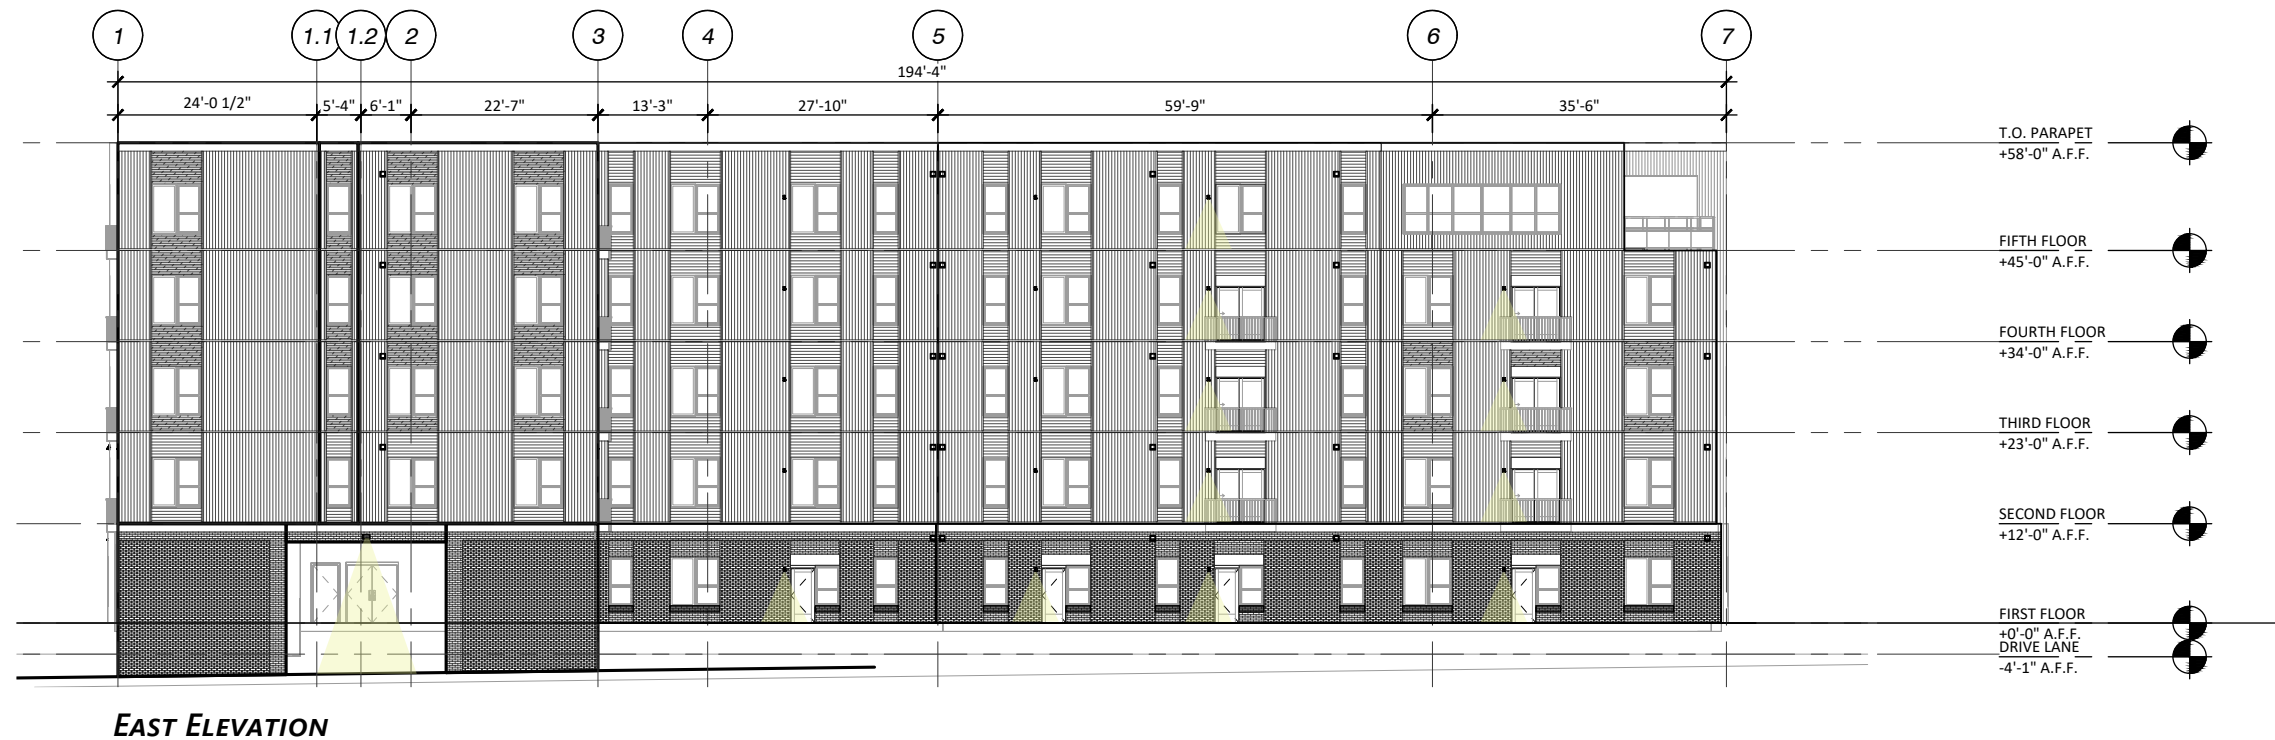 1 1.1 1.2 2 3 4 5 6 7
194'-4"
24'-0 1/2" 5'-4" 6'-1" 22'-7" 13'-3" 27'-10" 59'-9" 35'-6"
T.O. PARAPET
+58'-0" A.F.F.
FIFTH FLOOR
+45'-0" A.F.F.
FOURTH FLOOR
+34'-0" A.F.F.
THIRD FLOOR
+23'-0" A.F.F.
SECOND FLOOR
+12'-0" A.F.F.
FIRST FLOOR
+0'-0" A.F.F.
DRIVE LANE
-4'-1" A.F.F.
EAST ELEVATION